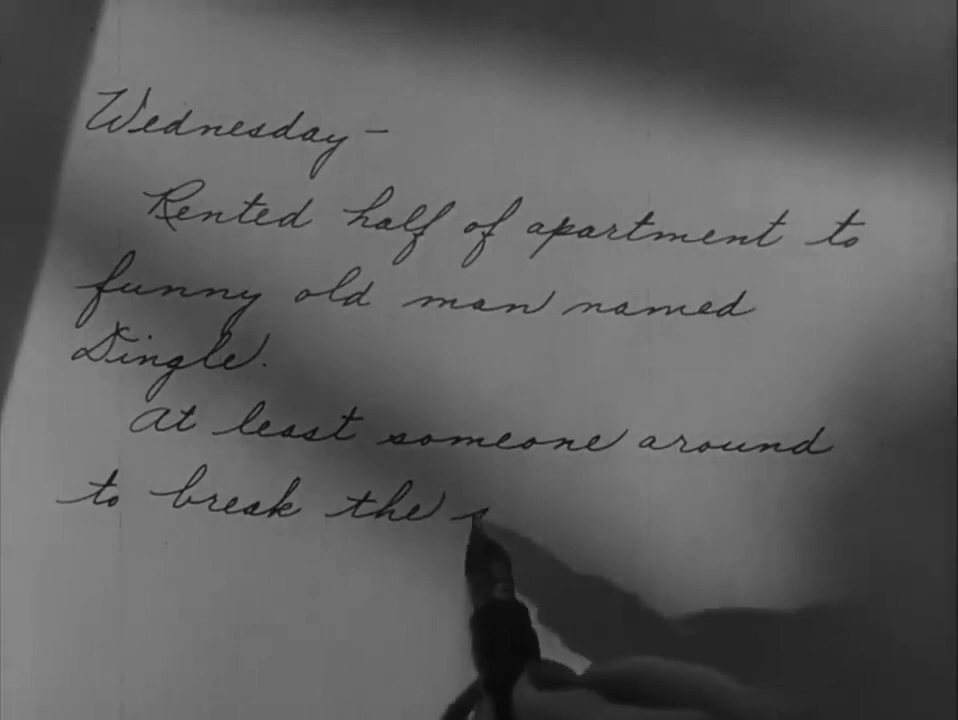 Wednesday –
Rented half of apartment to
funny old man named
Dingle.
At least someone around
to break the s